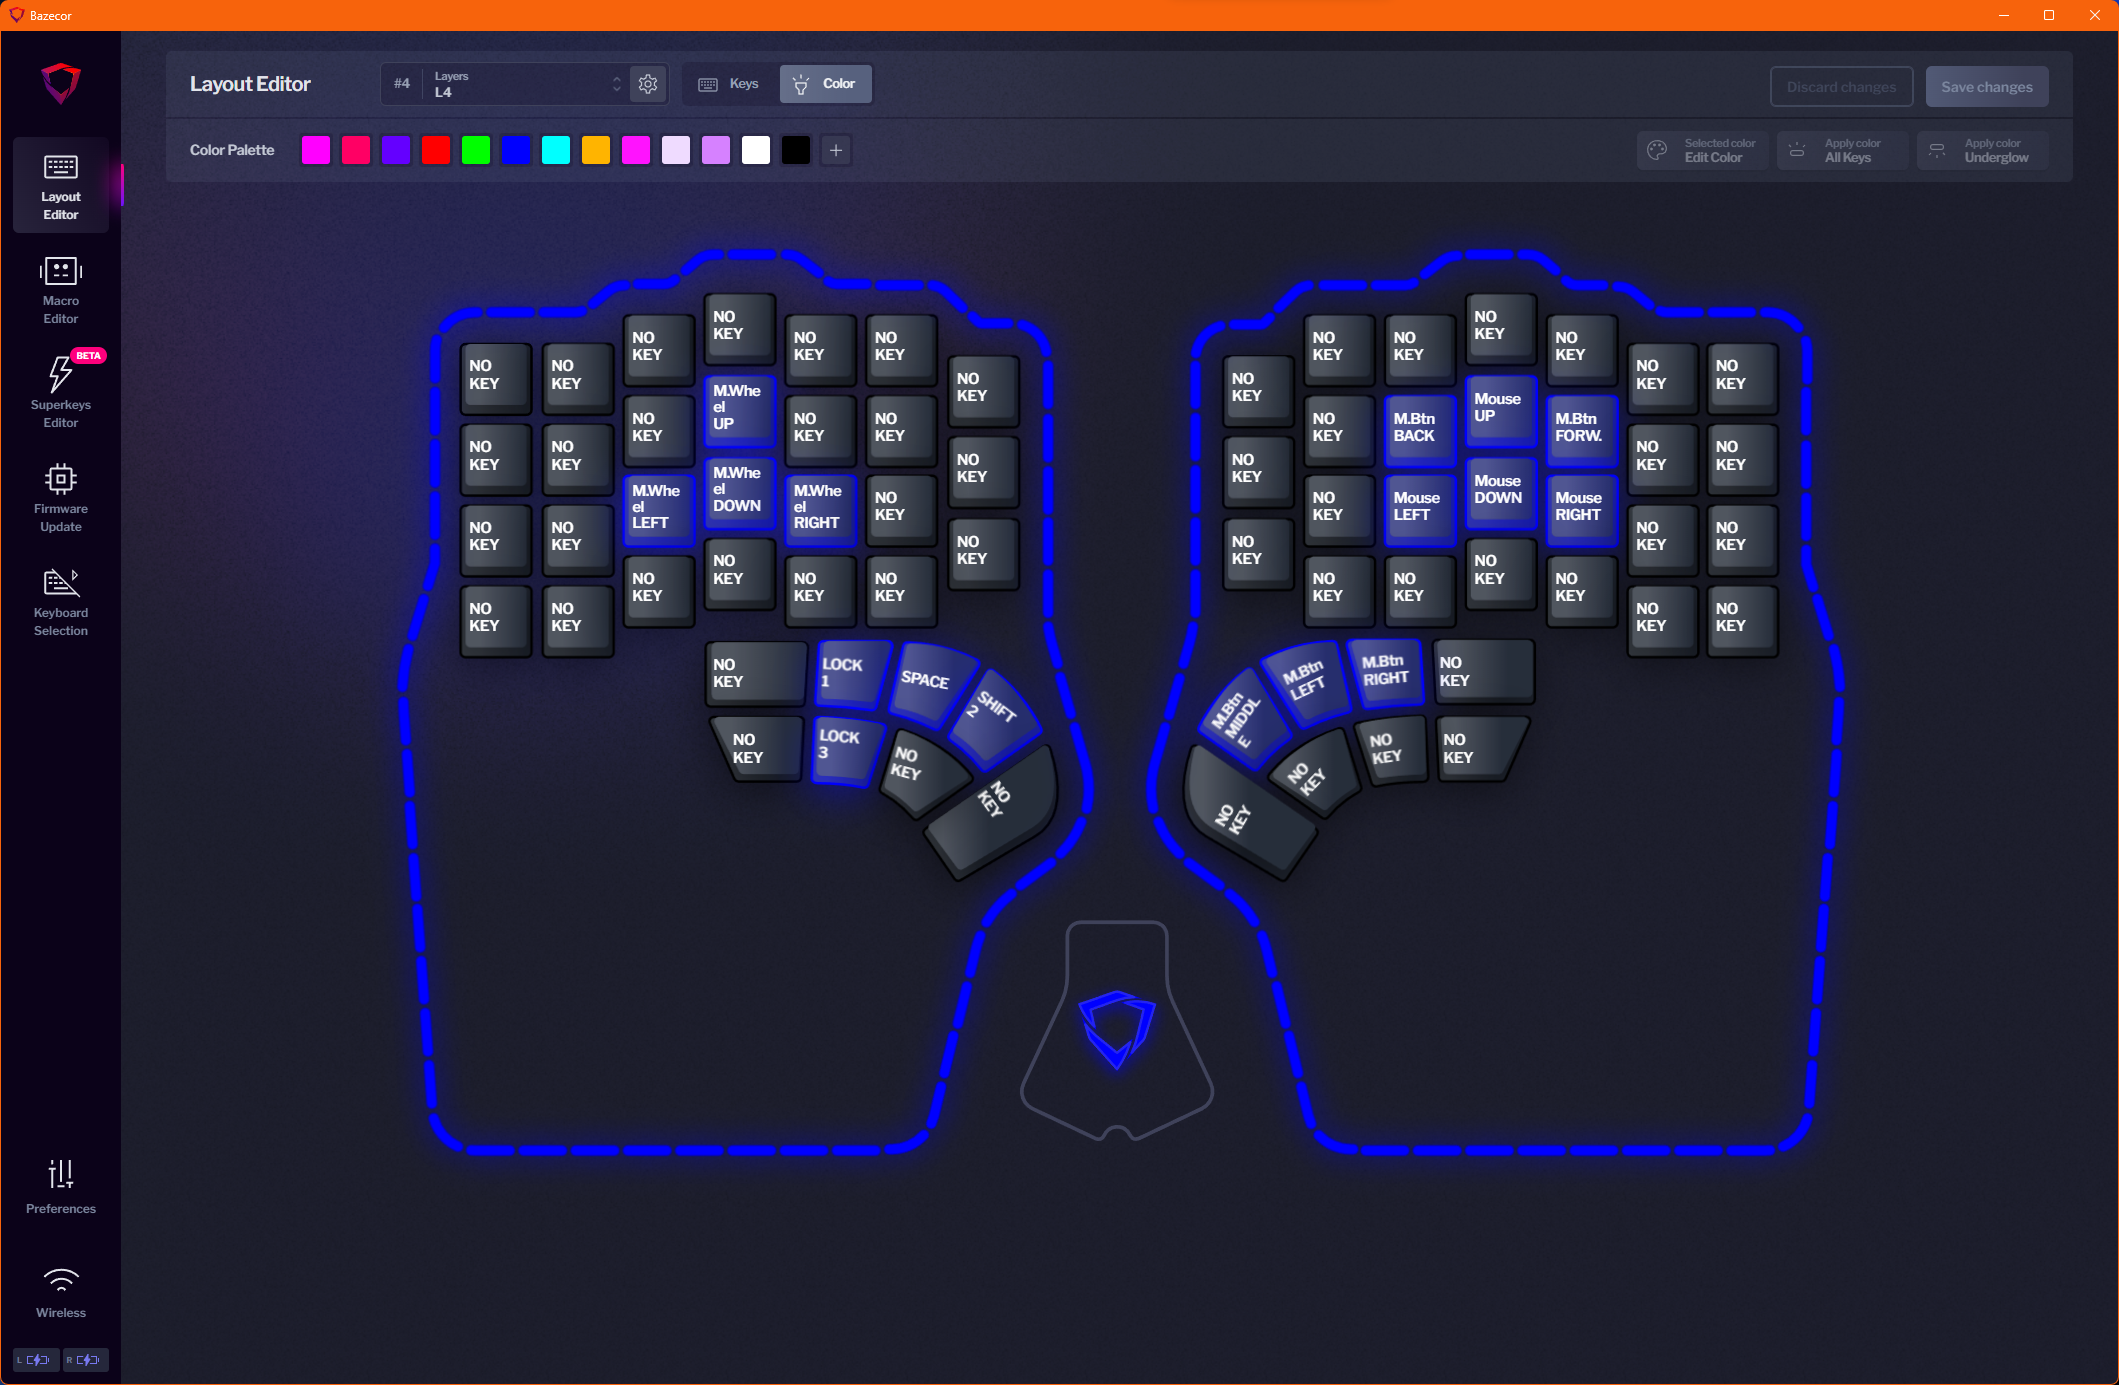 Bazecor
Layout Editor
#4
Layers
L4
Keys
Color
Discard changes
Save changes
Color Palette
+
Selected color
Edit Color
Apply color
All Keys
Apply color
Underglow
Layout
Editor
Macro
Editor
BETA
Superkeys
Editor
Firmware
Update
Keyboard
Selection
Preferences
Wireless
L
R
NO
KEY
NO
KEY
NO
KEY
NO
KEY
NO
KEY
NO
KEY
NO
KEY
NO
KEY
NO
KEY
NO
KEY
M.Whe
el
UP
NO
KEY
NO
KEY
NO
KEY
NO
KEY
NO
KEY
M.Whe
el
LEFT
M.Whe
el
DOWN
M.Whe
el
RIGHT
NO
KEY
NO
KEY
NO
KEY
NO
KEY
NO
KEY
NO
KEY
NO
KEY
NO
KEY
NO
KEY
LOCK
1
SPACE
SHIFT
2
NO
KEY
LOCK
3
NO
KEY
NO
KEY
NO
KEY
NO
KEY
NO
KEY
NO
KEY
NO
KEY
NO
KEY
NO
KEY
NO
KEY
NO
KEY
M.Btn
BACK
Mouse
UP
M.Btn
FORW.
NO
KEY
NO
KEY
NO
KEY
NO
KEY
Mouse
LEFT
Mouse
DOWN
Mouse
RIGHT
NO
KEY
NO
KEY
NO
KEY
NO
KEY
NO
KEY
NO
KEY
NO
KEY
NO
KEY
M.Btn
MIDDL
E
M.Btn
LEFT
M.Btn
RIGHT
NO
KEY
NO
KEY
NO
KEY
NO
KEY
NO
KEY